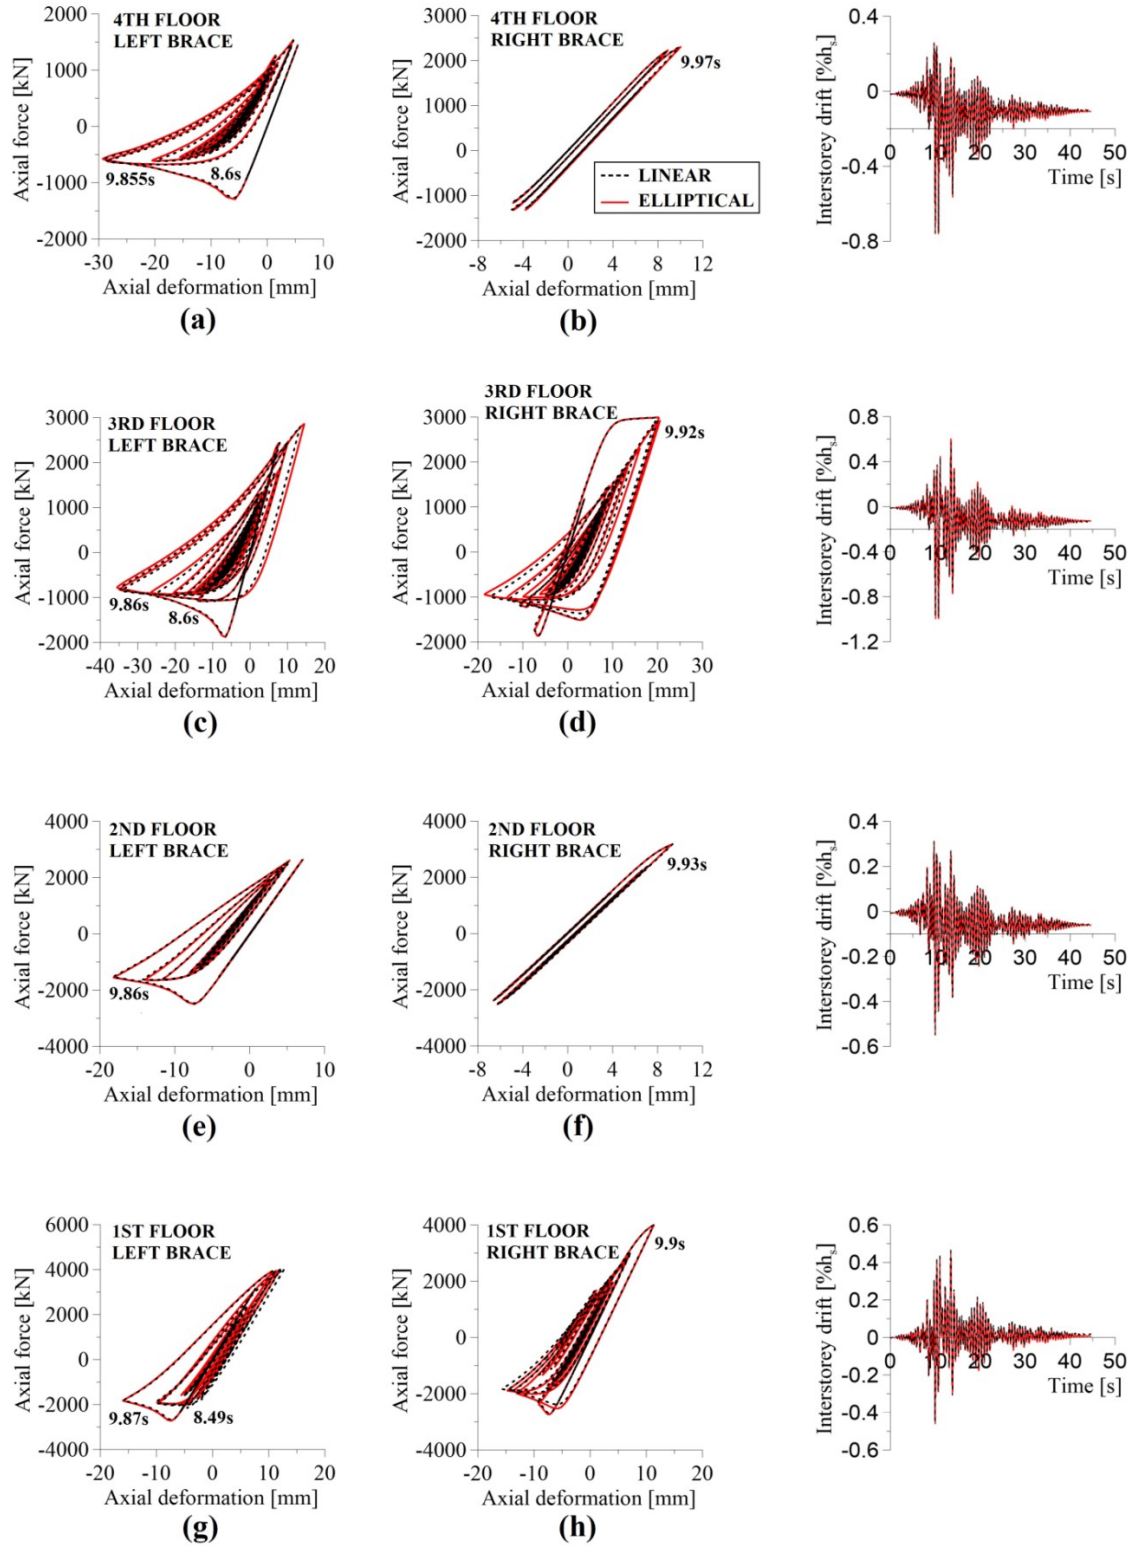 4TH FLOOR
LEFT BRACE
2000
1000
0
-1000
-2000
Axial force [kN]
9.855s
8.6s
-30 -20 -10 0 10
Axial deformation [mm]
(a)
4TH FLOOR
RIGHT BRACE
3000
2000
1000
0
-1000
-2000
Axial force [kN]
9.97s
LINEAR
ELLIPTICAL
-8 -4 0 4 8 12
Axial deformation [mm]
(b)
0.4
0
-0.4
-0.8
Interstorey drift [%hs]
0 10 20 30 40 50
Time [s]
3RD FLOOR
LEFT BRACE
3000
2000
1000
0
-1000
-2000
Axial force [kN]
9.86s
8.6s
-40 -30 -20 -10 0 10 20
Axial deformation [mm]
(c)
3RD FLOOR
RIGHT BRACE
3000
2000
1000
0
-1000
-2000
Axial force [kN]
9.92s
-20 -10 0 10 20 30
Axial deformation [mm]
(d)
0.8
0.4
0
-0.4
-0.8
-1.2
Interstorey drift [%hs]
0 10 20 30 40 50
Time [s]
2ND FLOOR
LEFT BRACE
4000
2000
0
-2000
-4000
Axial force [kN]
9.86s
-20 -10 0 10
Axial deformation [mm]
(e)
2ND FLOOR
RIGHT BRACE
4000
2000
0
-2000
-4000
Axial force [kN]
9.93s
-8 -4 0 4 8 12
Axial deformation [mm]
(f)
0.4
0.2
0
-0.2
-0.4
-0.6
Interstorey drift [%hs]
0 10 20 30 40 50
Time [s]
1ST FLOOR
LEFT BRACE
6000
4000
2000
0
-2000
-4000
Axial force [kN]
9.87s
8.49s
-20 -10 0 10 20
Axial deformation [mm]
(g)
1ST FLOOR
RIGHT BRACE
4000
2000
0
-2000
-4000
Axial force [kN]
9.9s
-20 -10 0 10 20
Axial deformation [mm]
(h)
0.6
0.4
0.2
0
-0.2
-0.4
-0.6
Interstorey drift [%hs]
0 10 20 30 40 50
Time [s]